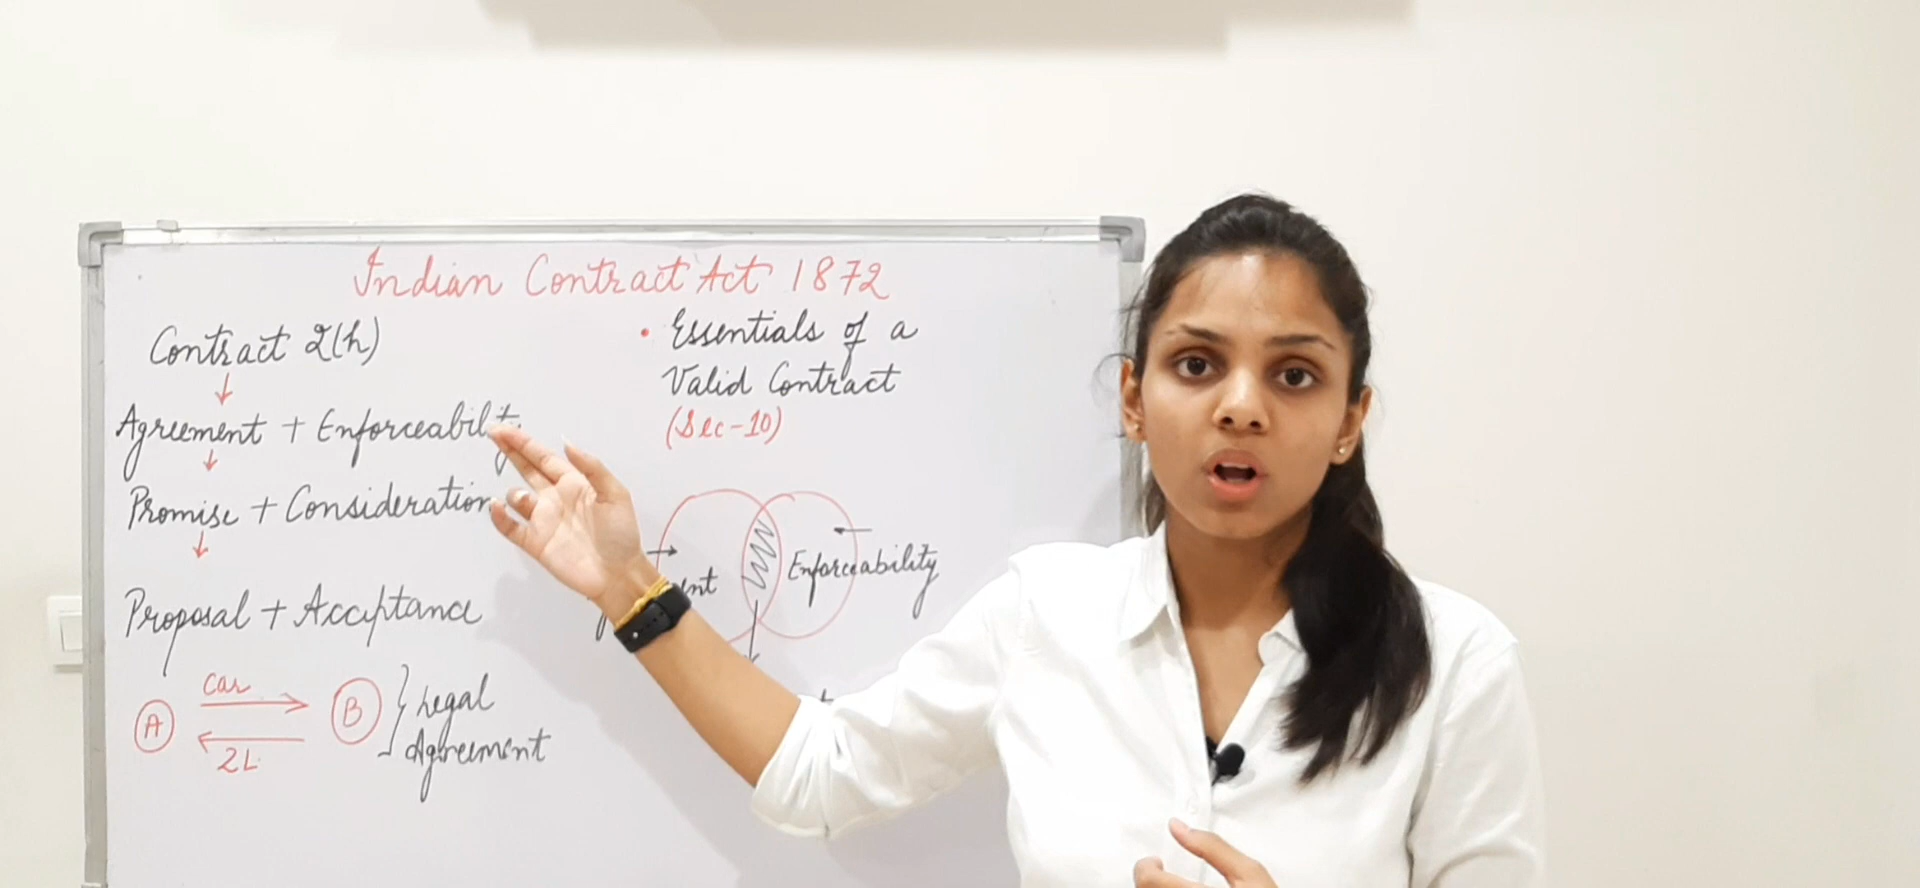 Indian Contract Act 1872
Contract 2(h)
Agreement + Enforceability
Promise + Consideration
Proposal + Acceptance
A
car
2L
B
Legal
Agreement
• Essentials of a
Valid Contract
(Sec-10)
Enforceability